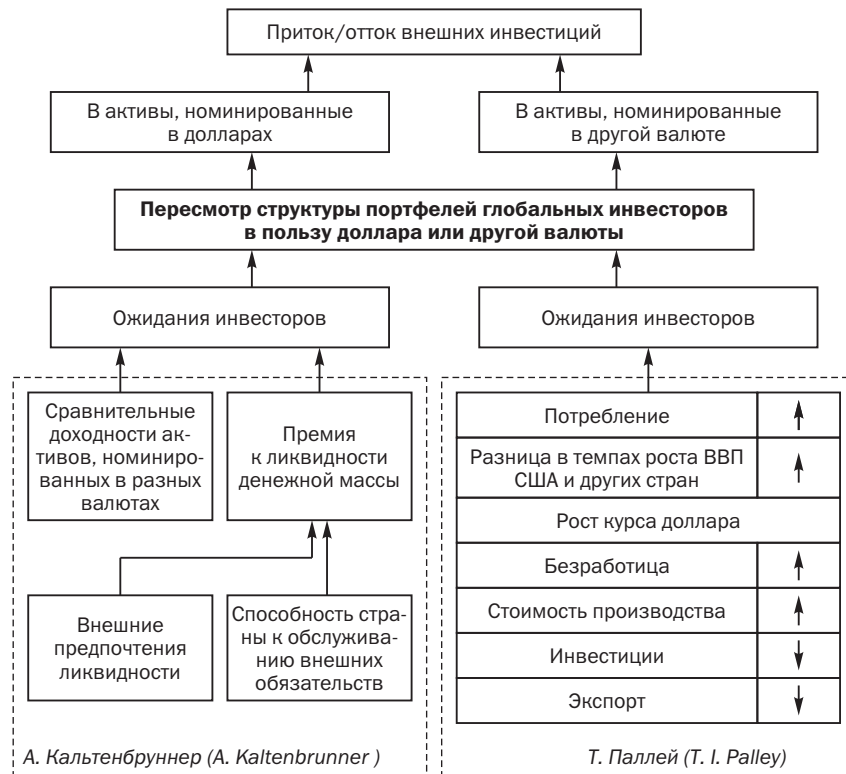 Приток/отток внешних инвестиций
В активы, номинированные
в долларах
В активы, номинированные
в другой валюте
Пересмотр структуры портфелей глобальных инвесторов
в пользу доллара или другой валюты
Ожидания инвесторов
Ожидания инвесторов
Сравнительные
доходности ак-
тивов, номиниро-
ванных в разных
валютах
Премия
к ликвидности
денежной массы
Внешние
предпочтения
ликвидности
Способность стра-
ны к обслужива-
нию внешних
обязательств
А. Кальтенбруннер (A. Kaltenbrunner )
Потребление
Разница в темпах роста ВВП
США и других стран
Рост курса доллара
Безработица
Стоимость производства
Инвестиции
Экспорт
Т. Паллей (T. I. Palley)